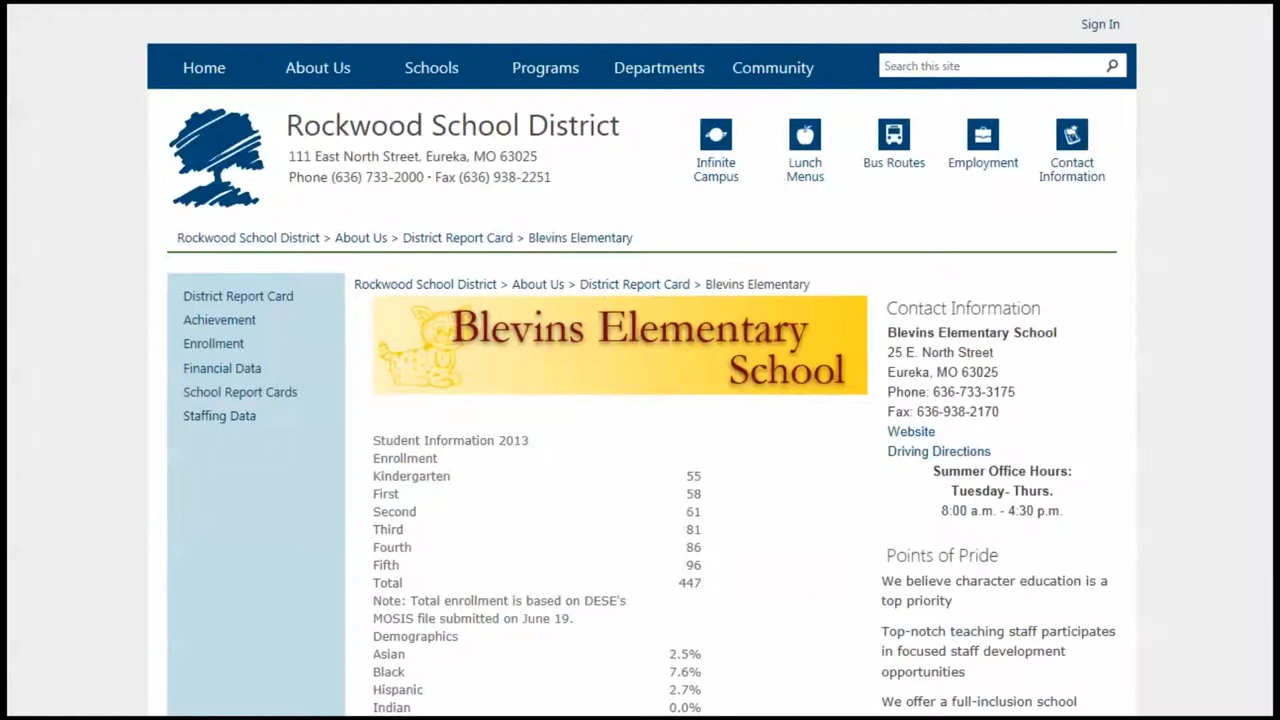 Sign In
Home About Us Schools Programs Departments Community Search this site
Rockwood School District
111 East North Street, Eureka, MO 63025
Phone (636) 733-2000 · Fax (636) 938-2251
Infinite Campus
Lunch Menus
Bus Routes
Employment
Contact Information
Rockwood School District > About Us > District Report Card > Blevins Elementary
District Report Card
Achievement
Enrollment
Financial Data
School Report Cards
Staffing Data
Rockwood School District > About Us > District Report Card > Blevins Elementary
Blevins Elementary
School
Student Information 2013
Enrollment
Kindergarten 55
First 58
Second 61
Third 81
Fourth 86
Fifth 96
Total 447
Note: Total enrollment is based on DESE's
MOSIS file submitted on June 19.
Demographics
Asian 2.5%
Black 7.6%
Hispanic 2.7%
Indian 0.0%
Contact Information
Blevins Elementary School
25 E. North Street
Eureka, MO 63025
Phone: 636-733-3175
Fax: 636-938-2170
Website
Driving Directions
Summer Office Hours:
Tuesday- Thurs.
8:00 a.m. - 4:30 p.m.
Points of Pride
We believe character education is a
top priority
Top-notch teaching staff participates
in focused staff development
opportunities
We offer a full-inclusion school